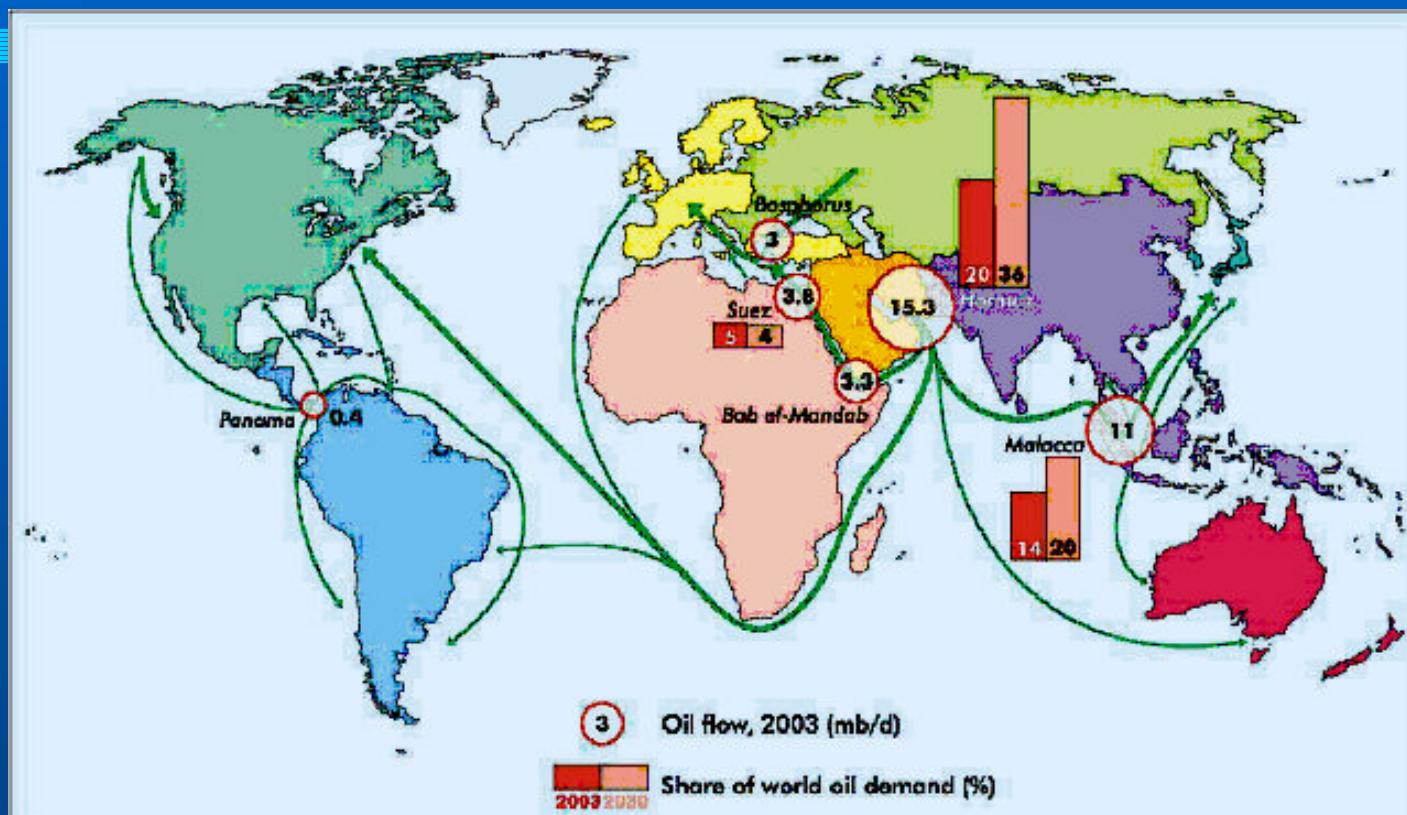 Bosphorus
3
20 36
3.8
Hormuz
Suez
15.3
5 4
3.3
Bab el-Mandab
Panama 0.4
11
Malacca
14 20
3 Oil flow, 2003 (mb/d)
Share of world oil demand (%)
2003 2030